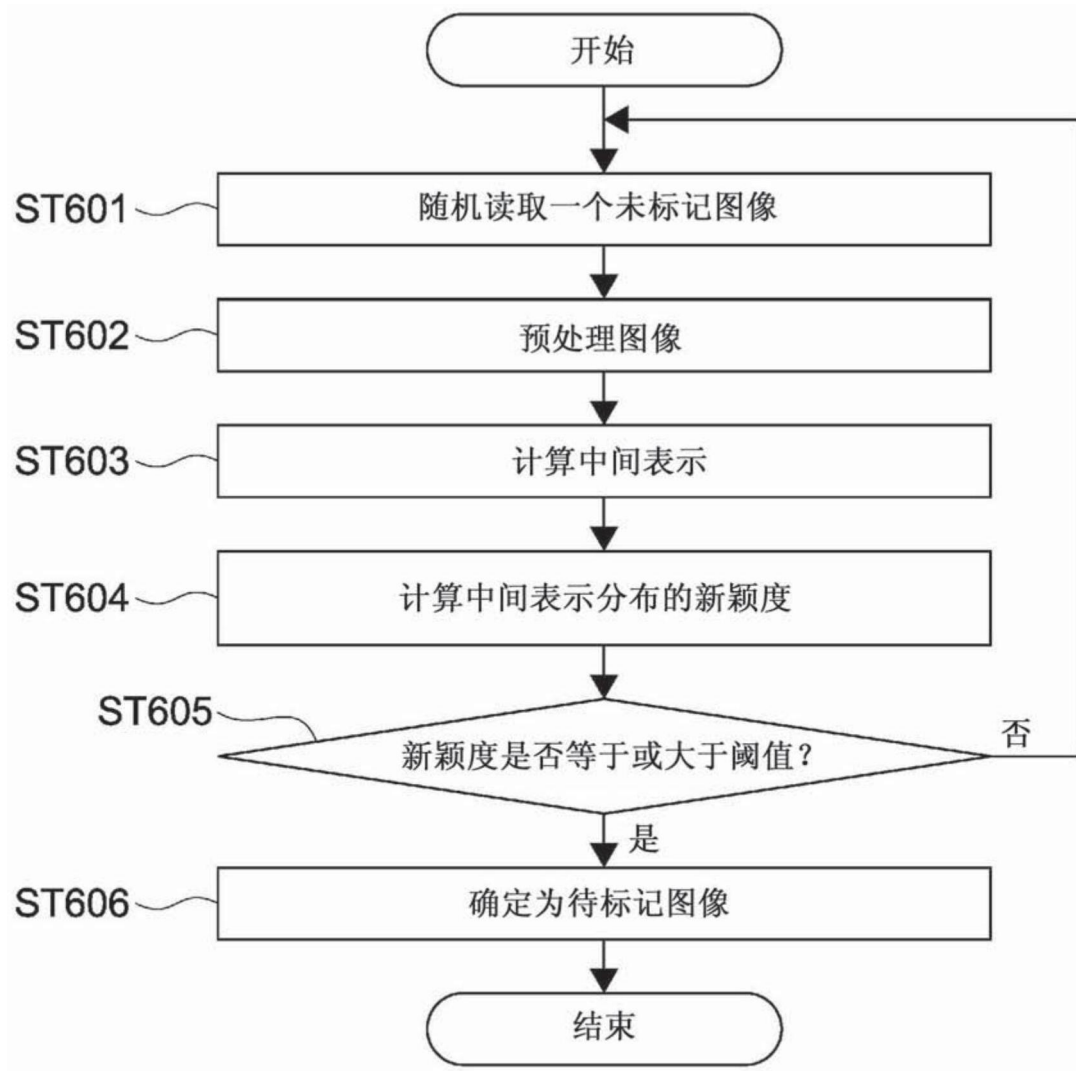 开始
ST601
随机读取一个未标记图像
ST602
预处理图像
ST603
计算中间表示
ST604
计算中间表示分布的新颖度
ST605
新颖度是否等于或大于阈值？
否
是
ST606
确定为待标记图像
结束